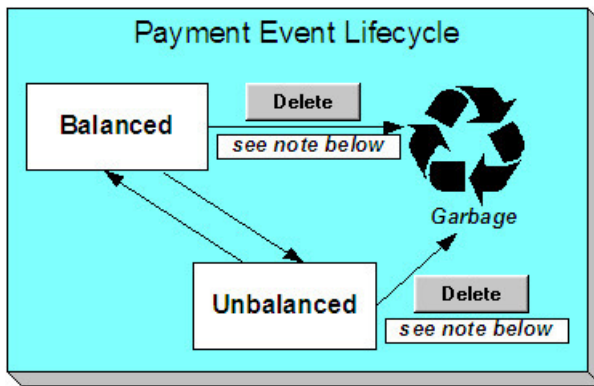 Payment Event Lifecycle
Delete
Balanced
see note below
Garbage
Unbalanced
Delete
see note below